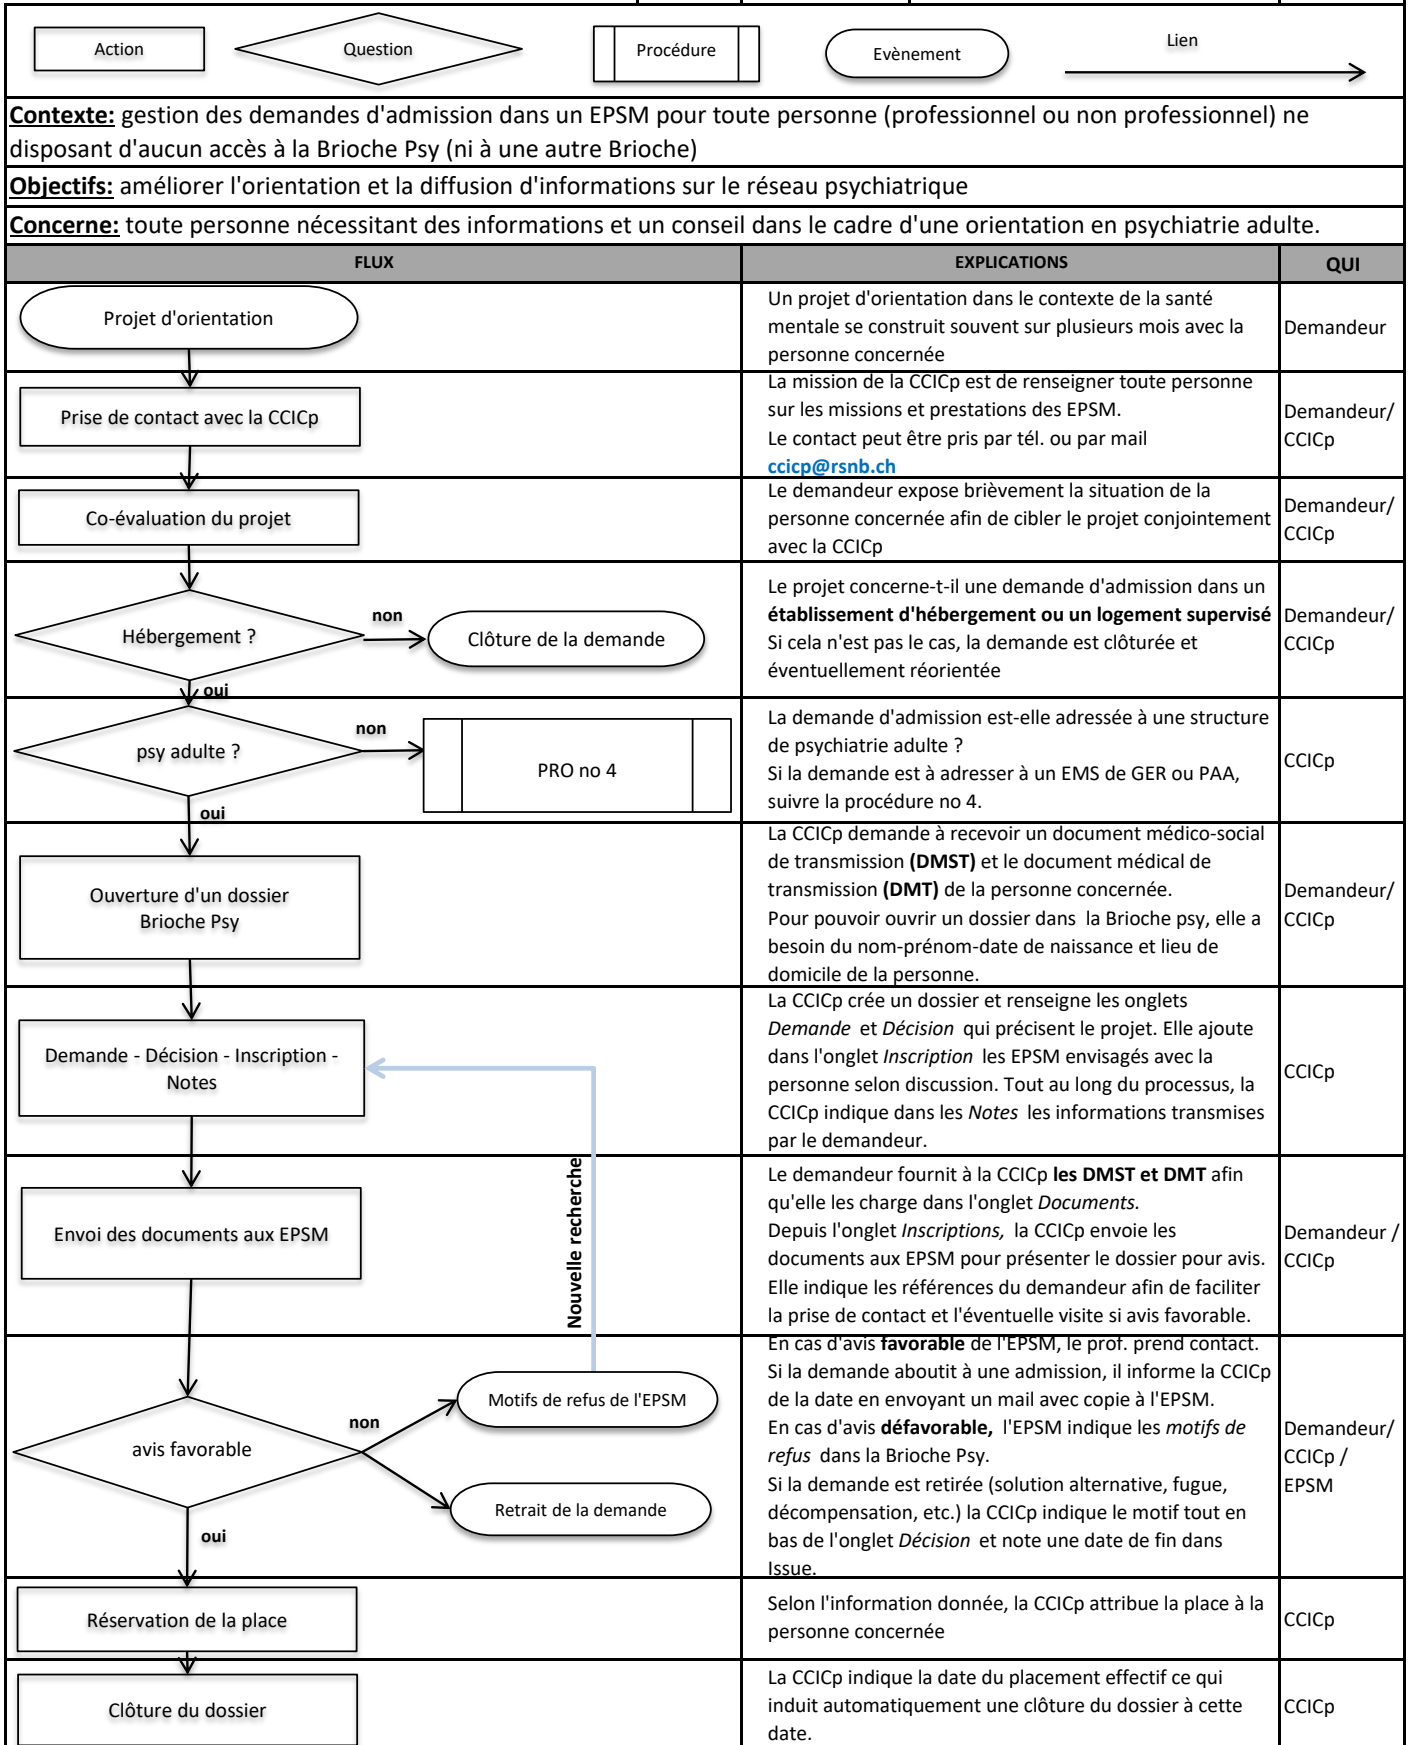 Action
Question
Procédure
Evènement
Lien
Contexte: gestion des demandes d'admission dans un EPSM pour toute personne (professionnel ou non professionnel) ne
disposant d'aucun accès à la Brioche Psy (ni à une autre Brioche)
Objectifs: améliorer l'orientation et la diffusion d'informations sur le réseau psychiatrique
Concerne: toute personne nécessitant des informations et un conseil dans le cadre d'une orientation en psychiatrie adulte.
FLUX
EXPLICATIONS
QUI
Projet d'orientation
Un projet d'orientation dans le contexte de la santé
mentale se construit souvent sur plusieurs mois avec la
personne concernée
Demandeur
Prise de contact avec la CCICp
La mission de la CCICp est de renseigner toute personne
sur les missions et prestations des EPSM.
Le contact peut être pris par tél. ou par mail
ccicp@rsnb.ch
Demandeur/
CCICp
Co-évaluation du projet
Le demandeur expose brièvement la situation de la
personne concernée afin de cibler le projet conjointement
avec la CCICp
Demandeur/
CCICp
Hébergement ?
non
Clôture de la demande
oui
Le projet concerne-t-il une demande d'admission dans un
établissement d'hébergement ou un logement supervisé
Si cela n'est pas le cas, la demande est clôturée et
éventuellement réorientée
Demandeur/
CCICp
psy adulte ?
non
PRO no 4
oui
La demande d'admission est-elle adressée à une structure
de psychiatrie adulte ?
Si la demande est à adresser à un EMS de GER ou PAA,
suivre la procédure no 4.
CCICp
Ouverture d'un dossier
Brioche Psy
La CCICp demande à recevoir un document médico-social
de transmission (DMST) et le document médical de
transmission (DMT) de la personne concernée.
Pour pouvoir ouvrir un dossier dans la Brioche psy, elle a
besoin du nom-prénom-date de naissance et lieu de
domicile de la personne.
Demandeur/
CCICp
Demande - Décision - Inscription -
Notes
La CCICp crée un dossier et renseigne les onglets
Demande et Décision qui précisent le projet. Elle ajoute
dans l'onglet Inscription les EPSM envisagés avec la
personne selon discussion. Tout au long du processus, la
CCICp indique dans les Notes les informations transmises
par le demandeur.
CCICp
Envoi des documents aux EPSM
Nouvelle recherche
Le demandeur fournit à la CCICp les DMST et DMT afin
qu'elle les charge dans l'onglet Documents.
Depuis l'onglet Inscriptions, la CCICp envoie les
documents aux EPSM pour présenter le dossier pour avis.
Elle indique les références du demandeur afin de faciliter
la prise de contact et l'éventuelle visite si avis favorable.
Demandeur /
CCICp
avis favorable
non
Motifs de refus de l'EPSM
Retrait de la demande
oui
En cas d'avis favorable de l'EPSM, le prof. prend contact.
Si la demande aboutit à une admission, il informe la CCICp
de la date en envoyant un mail avec copie à l'EPSM.
En cas d'avis défavorable, l'EPSM indique les motifs de
refus dans la Brioche Psy.
Si la demande est retirée (solution alternative, fugue,
décompensation, etc.) la CCICp indique le motif tout en
bas de l'onglet Décision et note une date de fin dans
Issue.
Demandeur/
CCICp /
EPSM
Réservation de la place
Selon l'information donnée, la CCICp attribue la place à la
personne concernée
CCICp
Clôture du dossier
La CCICp indique la date du placement effectif ce qui
induit automatiquement une clôture du dossier à cette
date.
CCICp